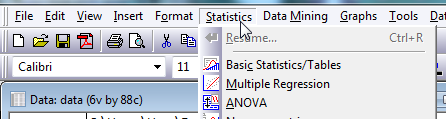 File Edit View Insert Format Statistics Data Mining Graphs Tools
Resume... Ctrl+R
Calibri 11
Basic Statistics/Tables
Multiple Regression
Data: data (6v by 88c)
ANOVA